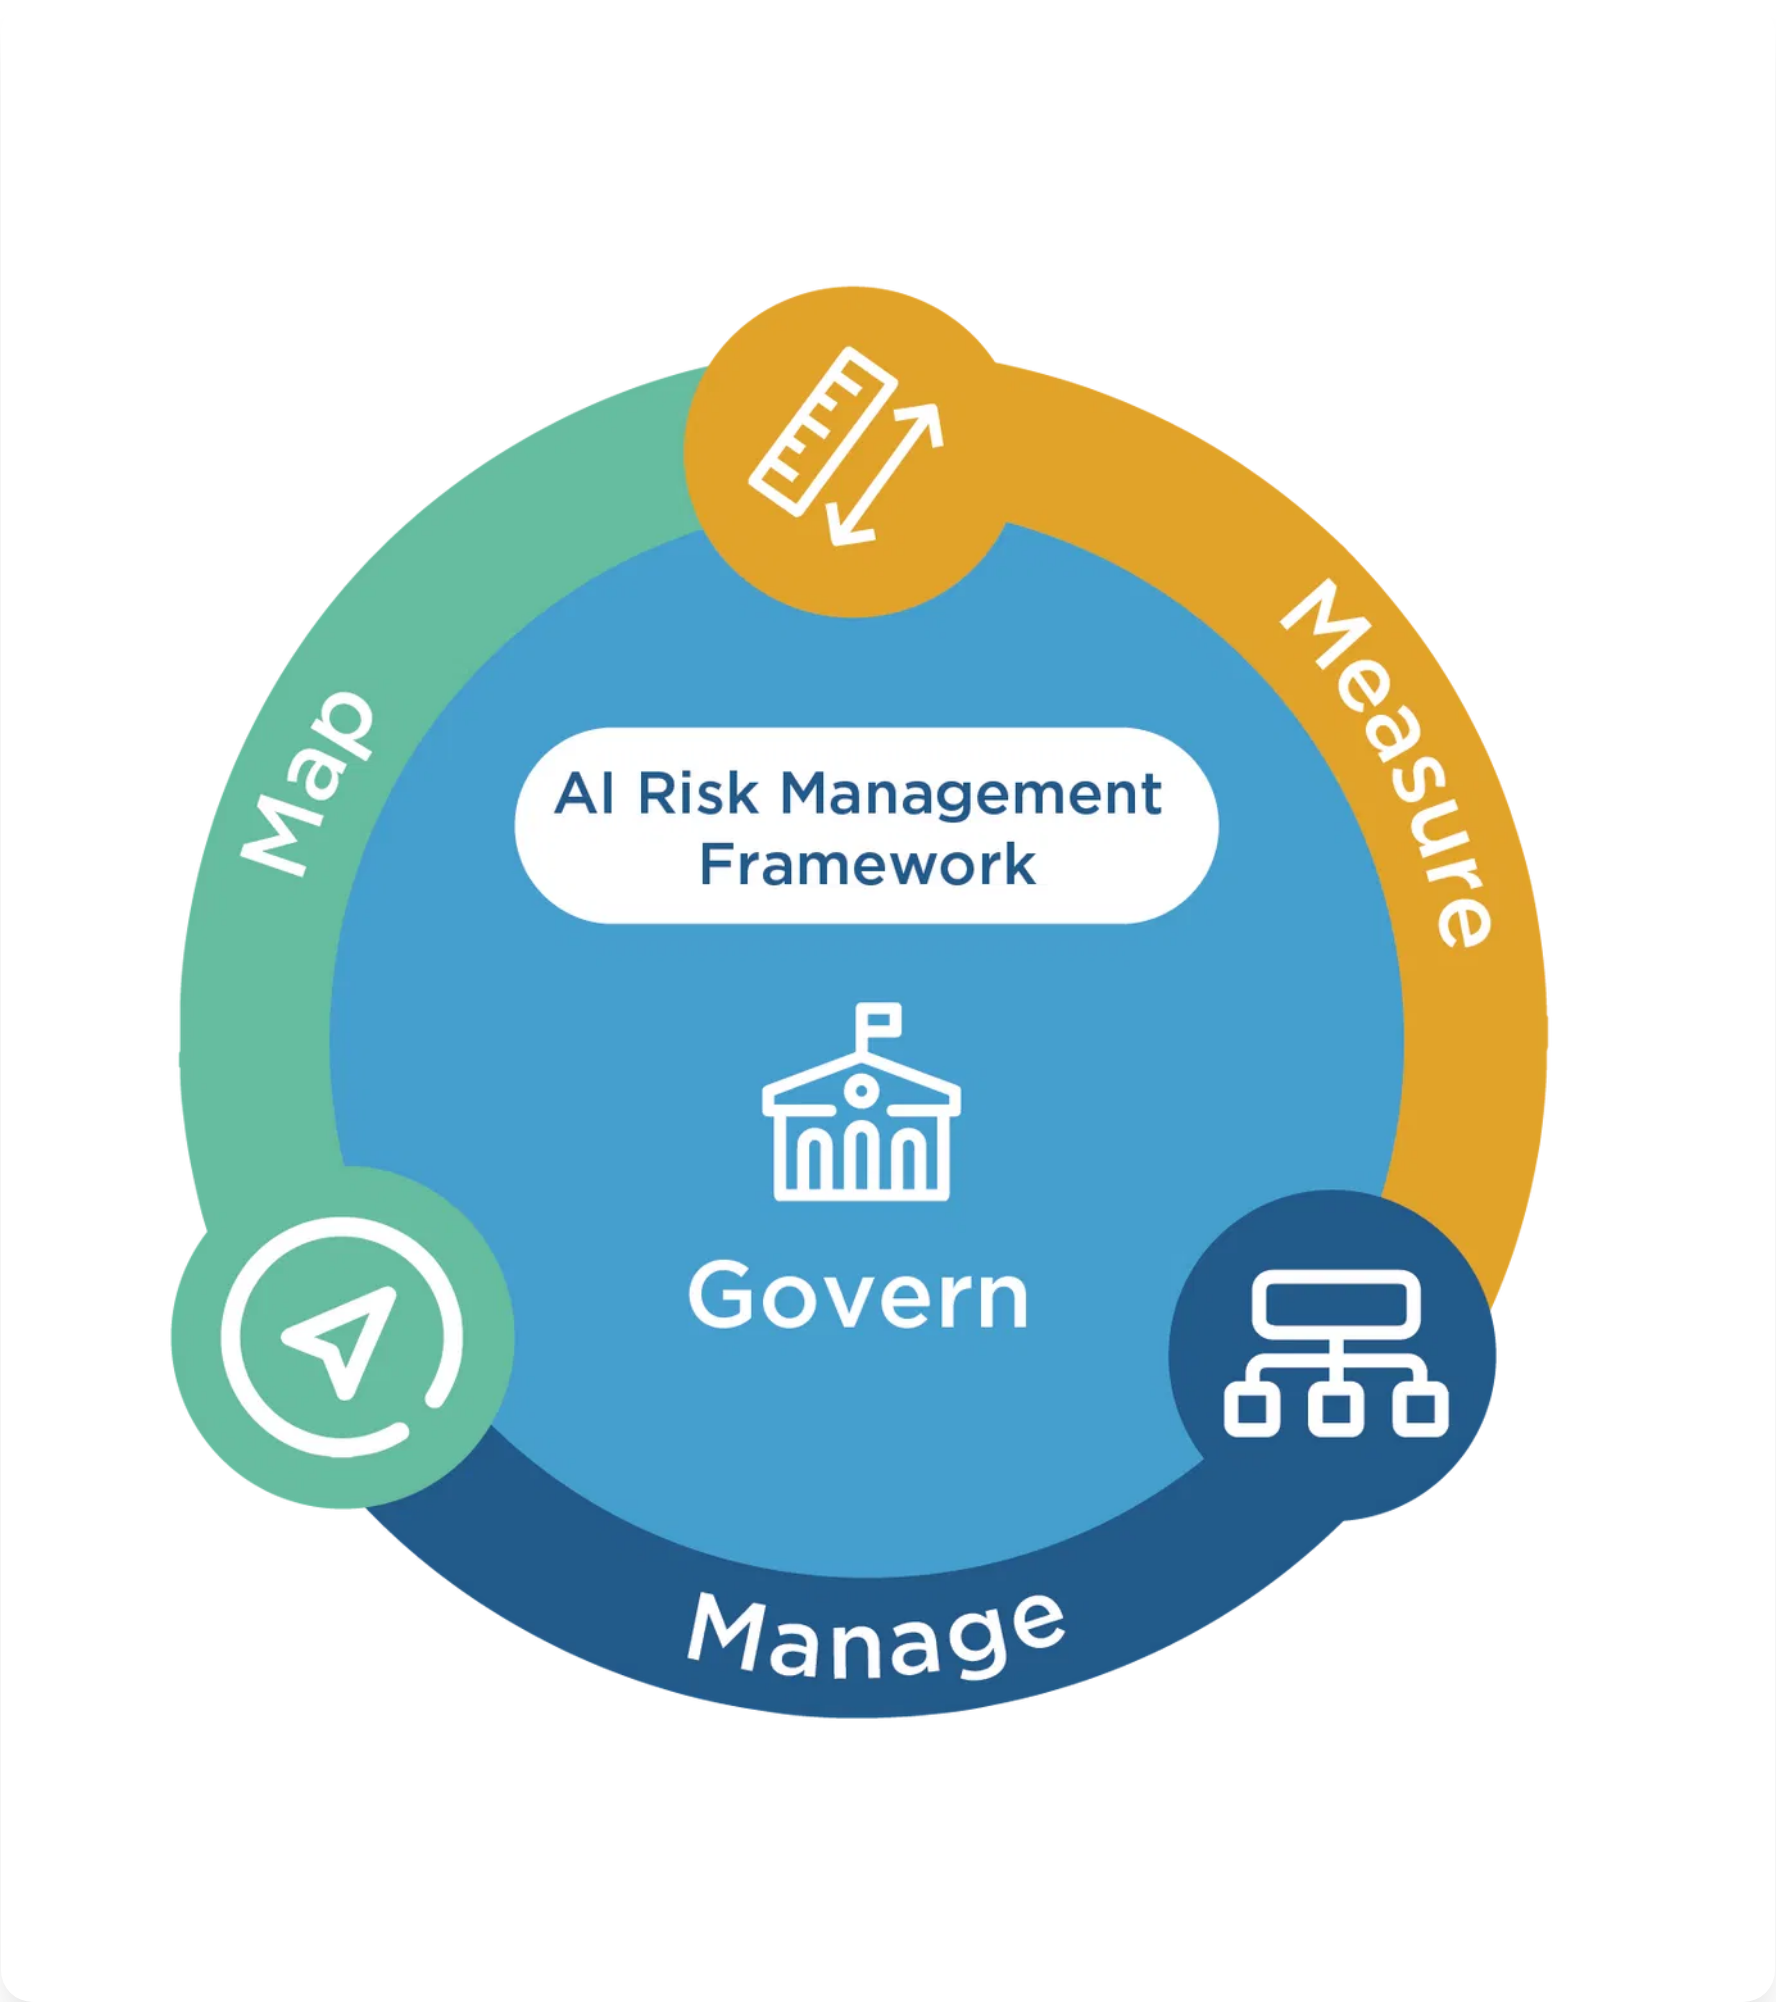 Map
Measure
AI Risk Management
Framework
Govern
Manage